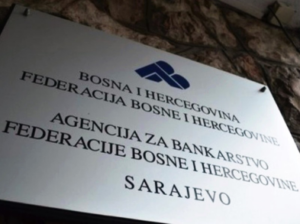 BOSNA I HERCEGOVINA
FEDERACIJA BOSNE I HERCEGOVINE
AGENCIJA ZA BANKARSTVO
FEDERACIJE BOSNE I HERCEGOVINE
SARAJEVO